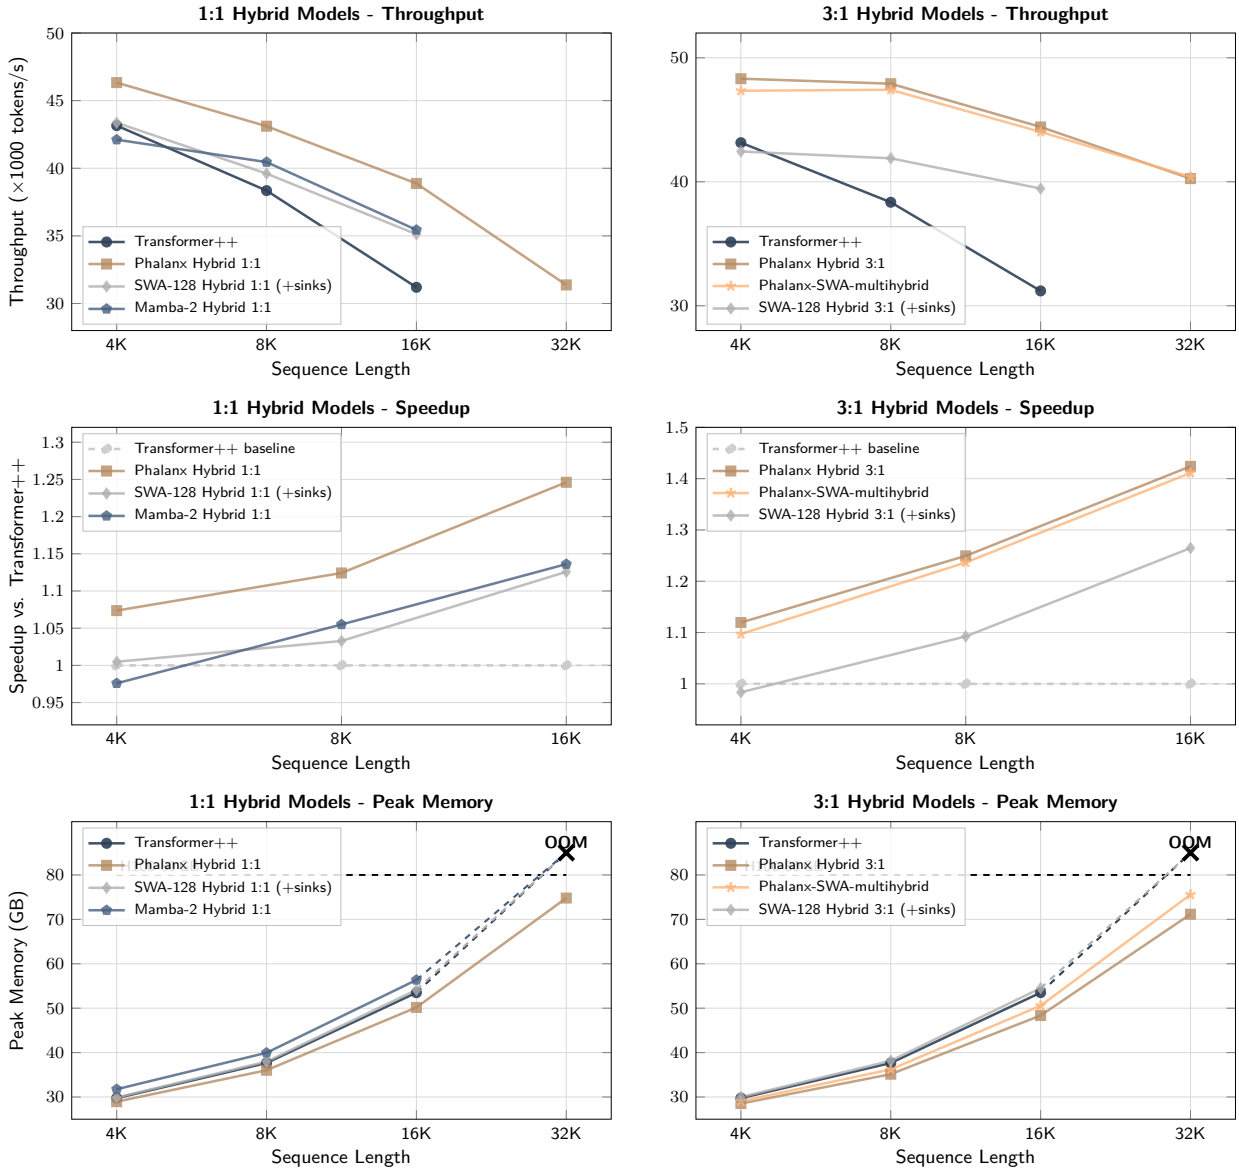 1:1 Hybrid Models - Throughput
Throughput (×1000 tokens/s)
50
45
40
35
30
Transformer++
Phalanx Hybrid 1:1
SWA-128 Hybrid 1:1 (+sinks)
Mamba-2 Hybrid 1:1
4K 8K 16K 32K
Sequence Length
3:1 Hybrid Models - Throughput
50
40
30
Transformer++
Phalanx Hybrid 3:1
Phalanx-SWA-multihybrid
SWA-128 Hybrid 3:1 (+sinks)
4K 8K 16K 32K
Sequence Length
1:1 Hybrid Models - Speedup
Speedup vs. Transformer++
1.3
1.25
1.2
1.15
1.1
1.05
1
0.95
Transformer++ baseline
Phalanx Hybrid 1:1
SWA-128 Hybrid 1:1 (+sinks)
Mamba-2 Hybrid 1:1
4K 8K 16K
Sequence Length
3:1 Hybrid Models - Speedup
1.5
1.4
1.3
1.2
1.1
1
Transformer++ baseline
Phalanx Hybrid 3:1
Phalanx-SWA-multihybrid
SWA-128 Hybrid 3:1 (+sinks)
4K 8K 16K
Sequence Length
1:1 Hybrid Models - Peak Memory
Peak Memory (GB)
80
70
60
50
40
30
Transformer++
Phalanx Hybrid 1:1
SWA-128 Hybrid 1:1 (+sinks)
Mamba-2 Hybrid 1:1
OOM
4K 8K 16K 32K
Sequence Length
3:1 Hybrid Models - Peak Memory
80
70
60
50
40
30
Transformer++
Phalanx Hybrid 3:1
Phalanx-SWA-multihybrid
SWA-128 Hybrid 3:1 (+sinks)
OOM
4K 8K 16K 32K
Sequence Length